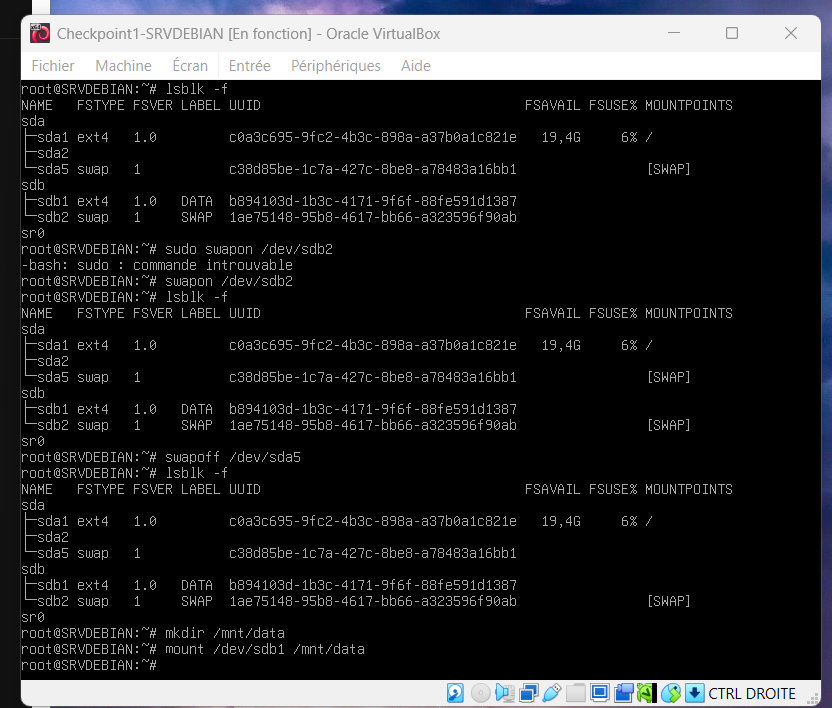 Checkpoint1-SRVDEBIAN [En fonction] - Oracle VirtualBox
Fichier Machine Écran Entrée Périphériques Aide
root@SRVDEBIAN:~# lsblk -f
NAME FSTYPE FSVER LABEL UUID FSAVAIL FSUSE% MOUNTPOINTS
sda
├─sda1 ext4 1.0 c0a3c695-9fc2-4b3c-898a-a37b0a1c821e 19,4G 6% /
├─sda2
└─sda5 swap 1 c38d85be-1c7a-427c-8be8-a78483a16bb1 [SWAP]
sdb
├─sdb1 ext4 1.0 DATA b894103d-1b3c-4171-9f6f-88fe591d1387
└─sdb2 swap 1 SWAP 1ae75148-95b8-4617-bb66-a323596f90ab
sr0
root@SRVDEBIAN:~# sudo swapon /dev/sdb2
-bash: sudo : commande introuvable
root@SRVDEBIAN:~# swapon /dev/sdb2
root@SRVDEBIAN:~# lsblk -f
NAME FSTYPE FSVER LABEL UUID FSAVAIL FSUSE% MOUNTPOINTS
sda
├─sda1 ext4 1.0 c0a3c695-9fc2-4b3c-898a-a37b0a1c821e 19,4G 6% /
├─sda2
└─sda5 swap 1 c38d85be-1c7a-427c-8be8-a78483a16bb1 [SWAP]
sdb
├─sdb1 ext4 1.0 DATA b894103d-1b3c-4171-9f6f-88fe591d1387
└─sdb2 swap 1 SWAP 1ae75148-95b8-4617-bb66-a323596f90ab [SWAP]
sr0
root@SRVDEBIAN:~# swapoff /dev/sda5
root@SRVDEBIAN:~# lsblk -f
NAME FSTYPE FSVER LABEL UUID FSAVAIL FSUSE% MOUNTPOINTS
sda
├─sda1 ext4 1.0 c0a3c695-9fc2-4b3c-898a-a37b0a1c821e 19,4G 6% /
├─sda2
└─sda5 swap 1 c38d85be-1c7a-427c-8be8-a78483a16bb1
sdb
├─sdb1 ext4 1.0 DATA b894103d-1b3c-4171-9f6f-88fe591d1387
└─sdb2 swap 1 SWAP 1ae75148-95b8-4617-bb66-a323596f90ab [SWAP]
sr0
root@SRVDEBIAN:~# mkdir /mnt/data
root@SRVDEBIAN:~# mount /dev/sdb1 /mnt/data
root@SRVDEBIAN:~#
CTRL DROITE